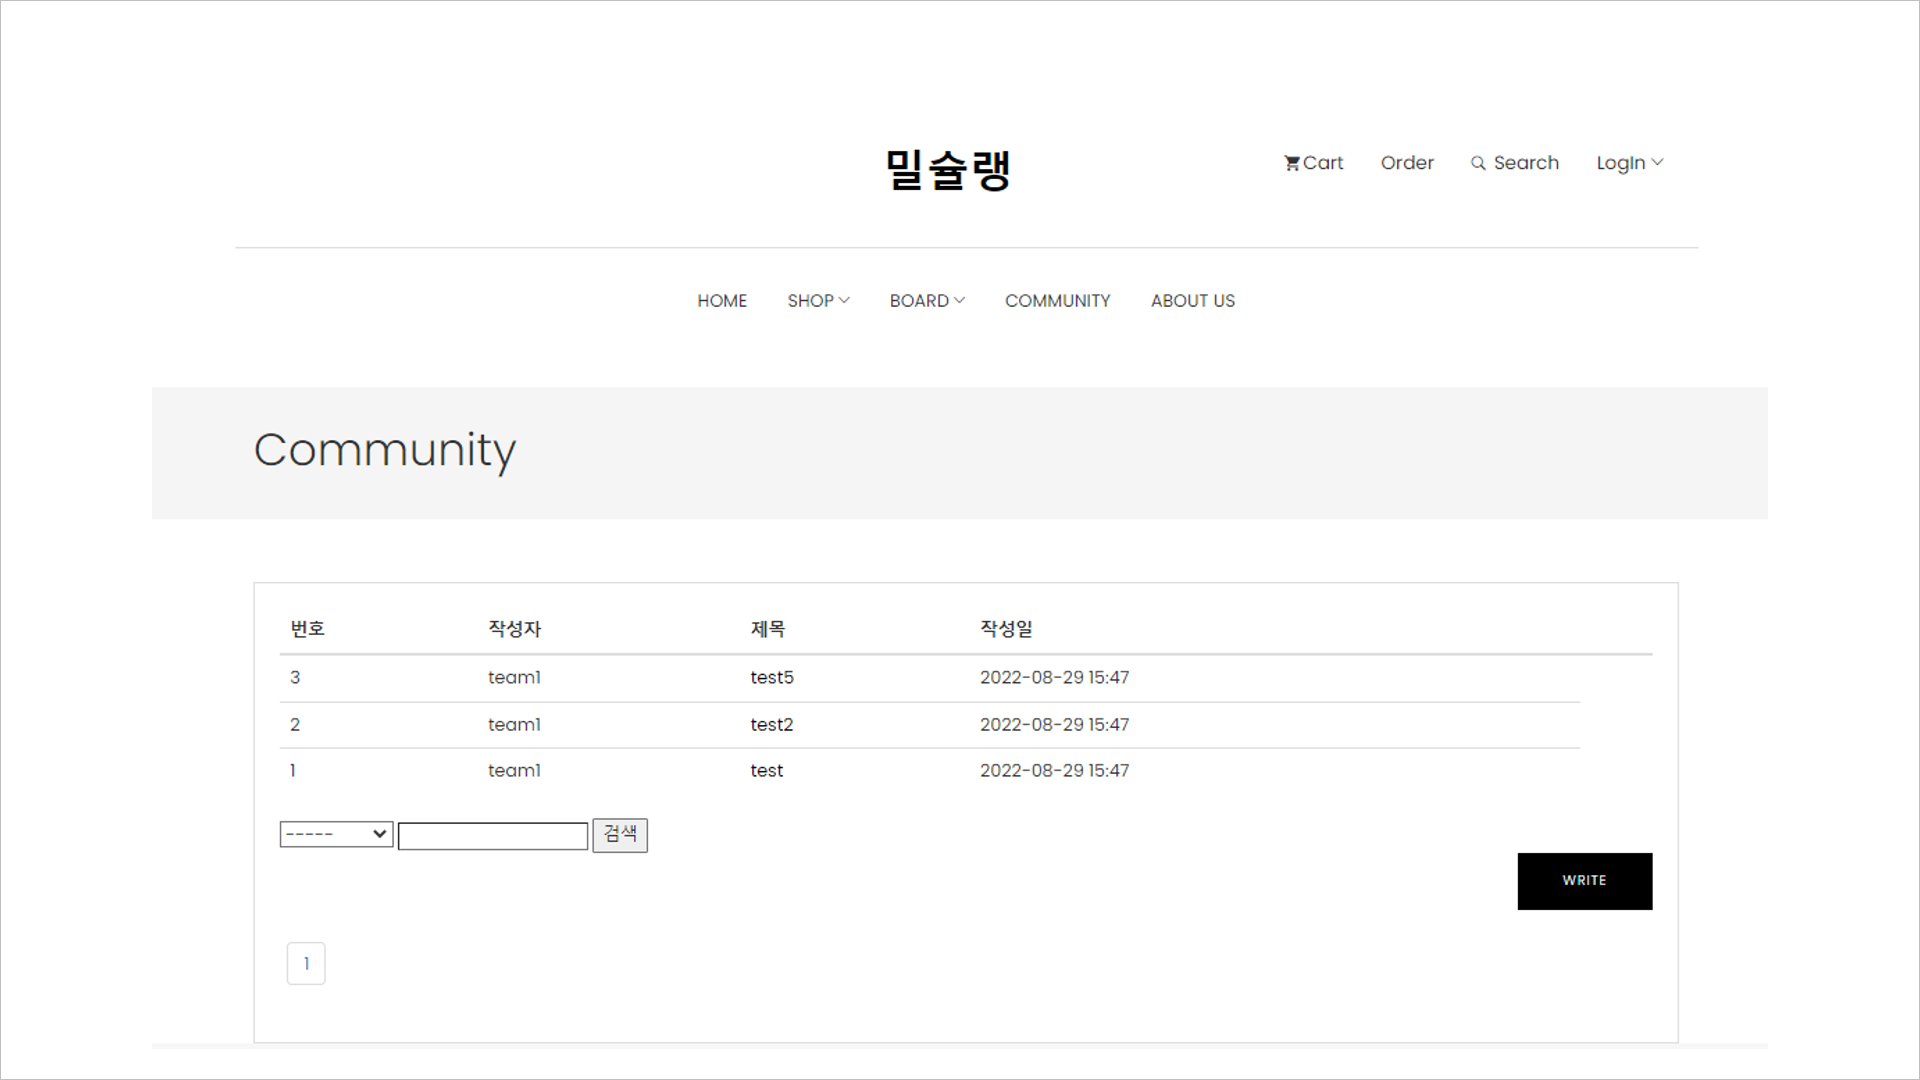 밀슐랭
Cart Order Search LogIn
HOME SHOP BOARD COMMUNITY ABOUT US
Community
번호 작성자 제목 작성일
3 team1 test5 2022-08-29 15:47
2 team1 test2 2022-08-29 15:47
1 team1 test 2022-08-29 15:47
----- 검색
WRITE
1